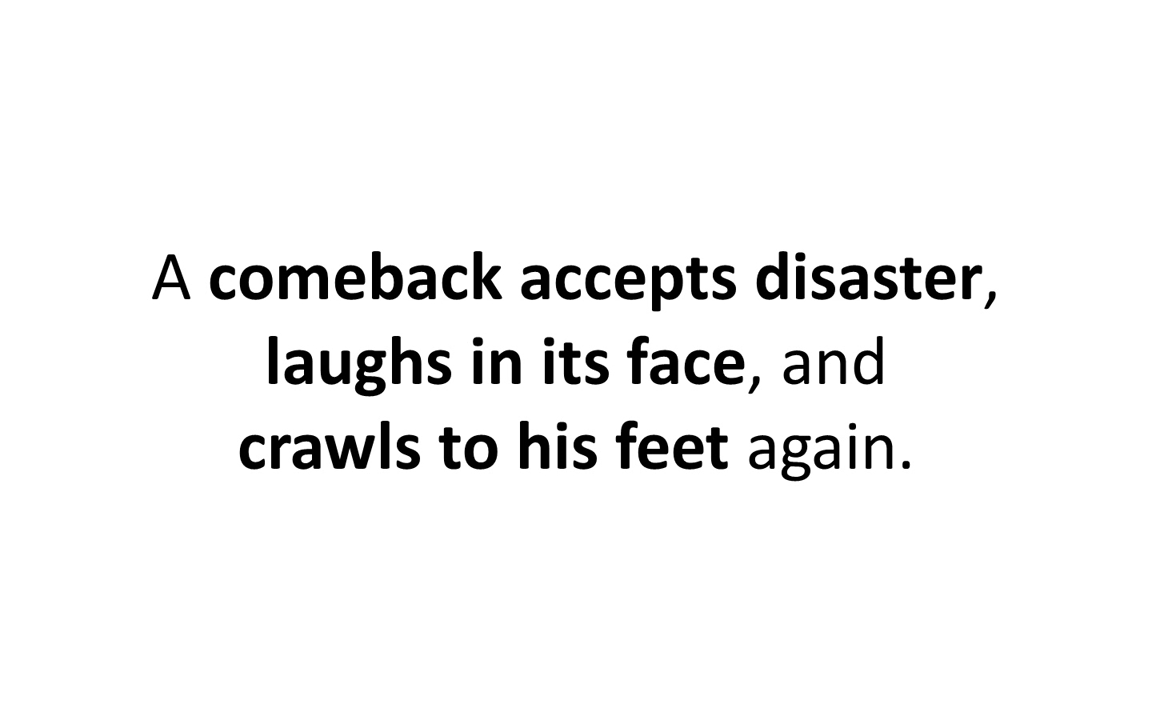 A comeback accepts disaster,
laughs in its face, and
crawls to his feet again.